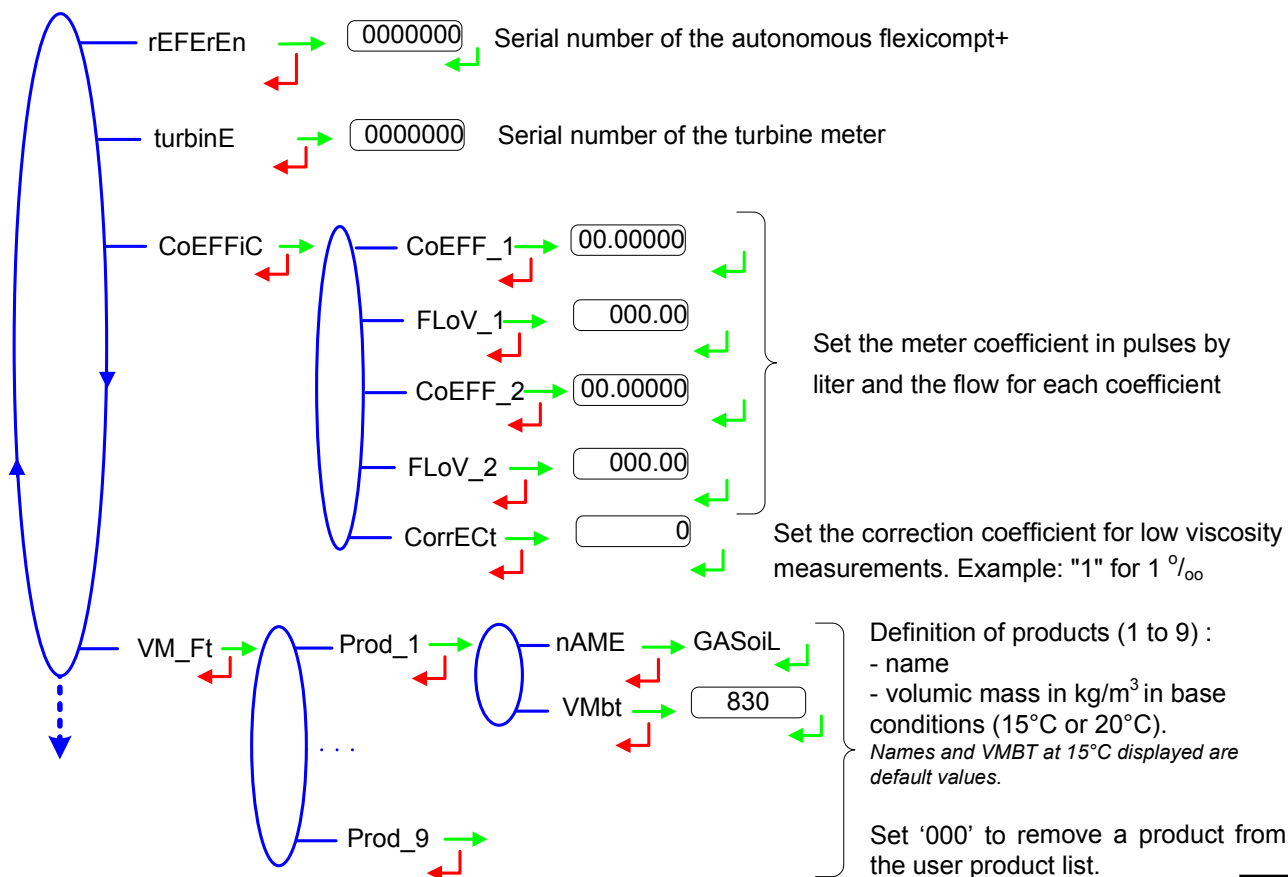 rEFErEn 0000000 Serial number of the autonomous flexicompt+
turbinE 0000000 Serial number of the turbine meter
CoEFFiC CoEFF_1 00.00000
FLoV_1 000.00
CoEFF_2 00.00000
FLoV_2 000.00
Set the meter coefficient in pulses by
liter and the flow for each coefficient
CorrECt 0
Set the correction coefficient for low viscosity
measurements. Example: "1" for 1 o/oo
VM_Ft Prod_1 nAME GASoiL
VMbt 830
. . .
Prod_9
Definition of products (1 to 9) :
- name
- volumic mass in kg/m³ in base
conditions (15°C or 20°C).
Names and VMBT at 15°C displayed are
default values.
Set ‘000’ to remove a product from
the user product list.